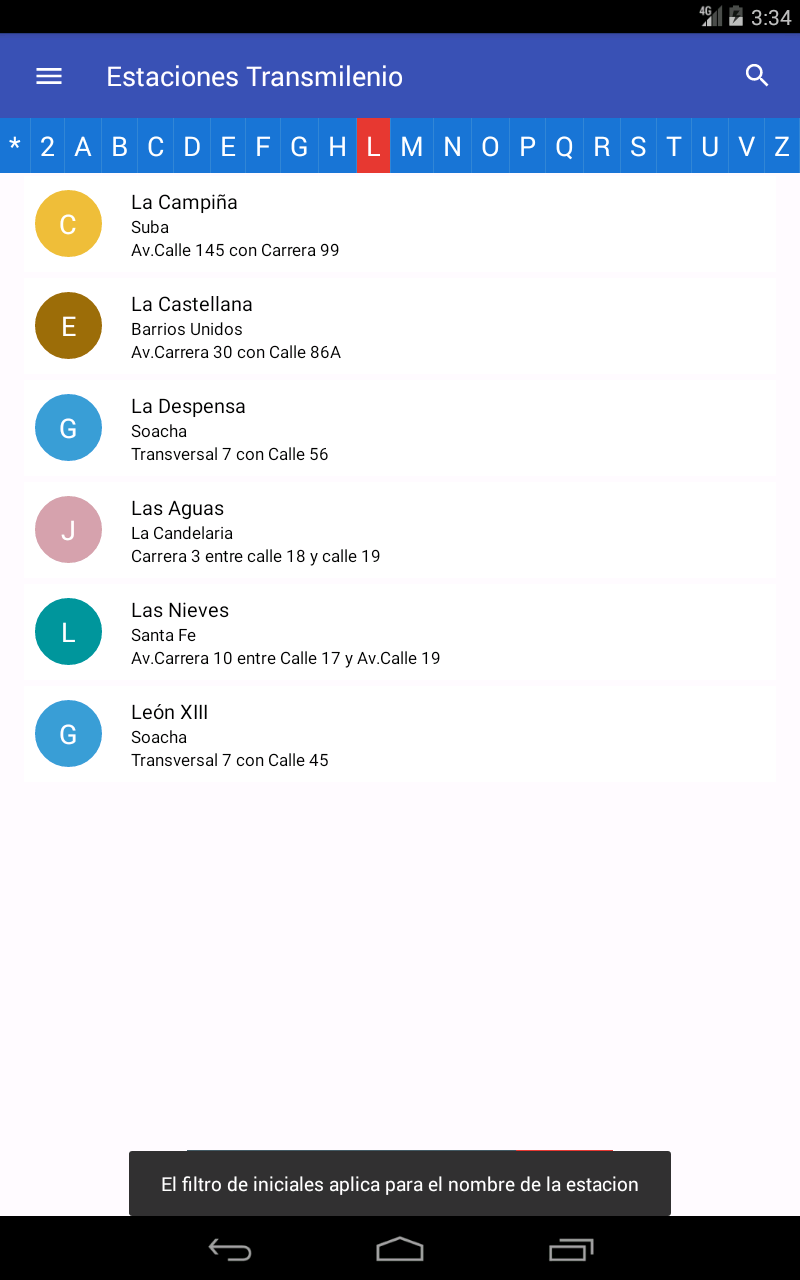 4G 3:34
Estaciones Transmilenio
* 2 A B C D E F G H L M N O P Q R S T U V Z
C
La Campiña
Suba
Av.Calle 145 con Carrera 99
E
La Castellana
Barrios Unidos
Av.Carrera 30 con Calle 86A
G
La Despensa
Soacha
Transversal 7 con Calle 56
J
Las Aguas
La Candelaria
Carrera 3 entre calle 18 y calle 19
L
Las Nieves
Santa Fe
Av.Carrera 10 entre Calle 17 y Av.Calle 19
G
León XIII
Soacha
Transversal 7 con Calle 45
El filtro de iniciales aplica para el nombre de la estacion